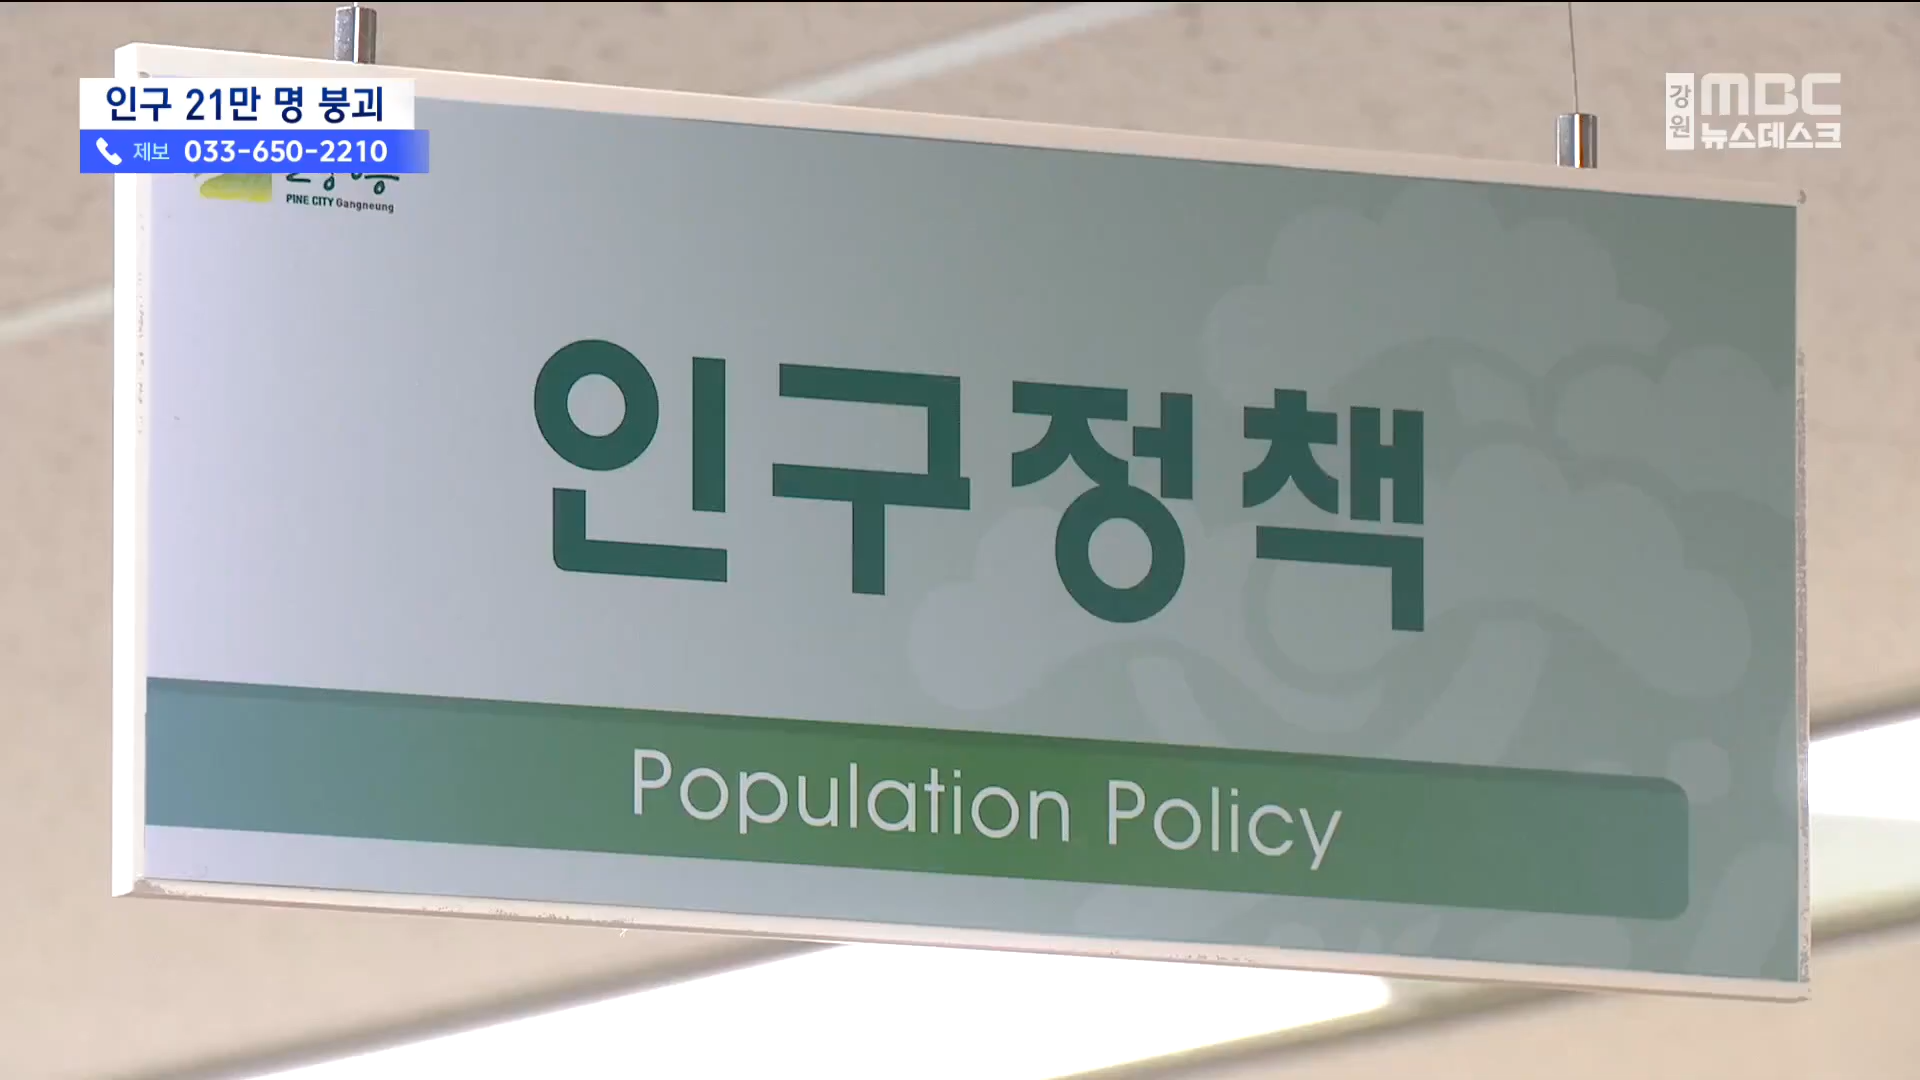 인구 21만 명 붕괴
제보 033-650-2210
강원
MBC
뉴스데스크
PINE CITY Gangneung
인구정책
Population Policy